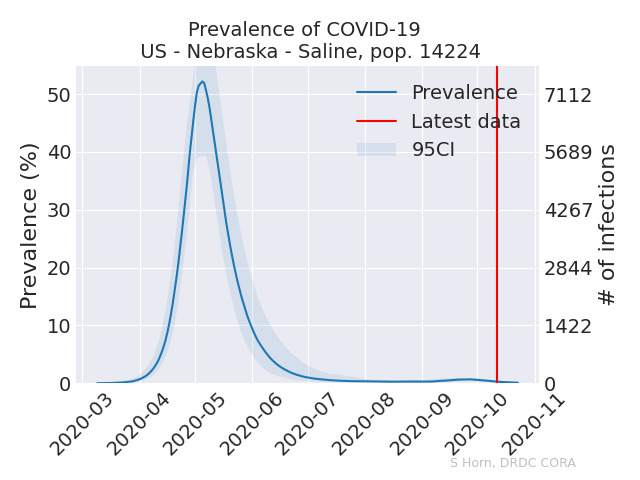 Prevalence of COVID-19
US - Nebraska - Saline, pop. 14224
Prevalence (%)
50
40
30
20
10
0
Prevalence
Latest data
95CI
7112
5689
4267
2844
1422
0
# of infections
2020-03
2020-04
2020-05
2020-06
2020-07
2020-08
2020-09
2020-10
2020-11
S Horn, DRDC CORA